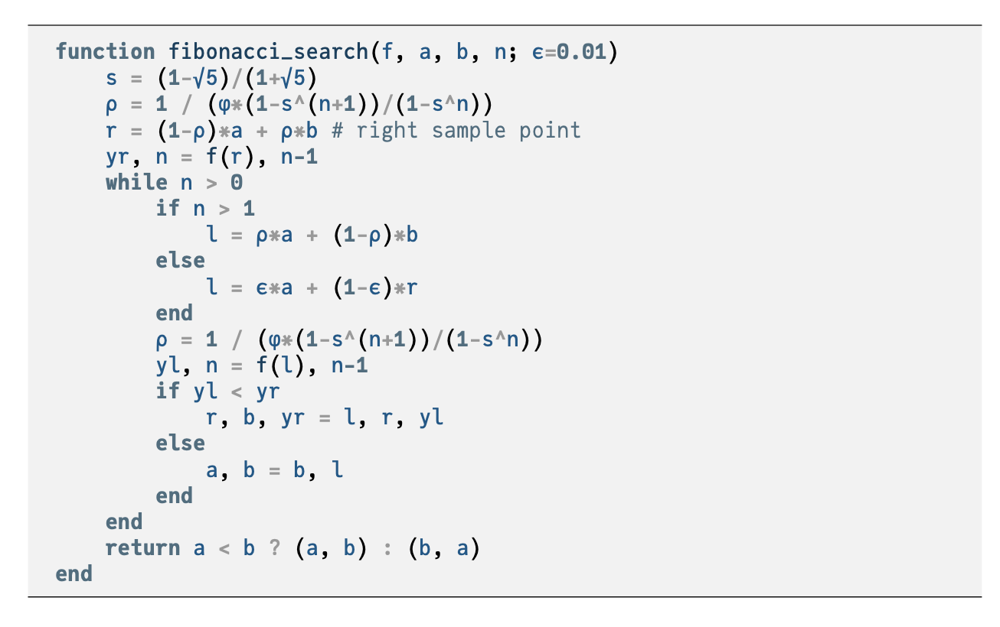 function fibonacci_search(f, a, b, n; ϵ=0.01)
    s = (1-√5)/(1+√5)
    ρ = 1 / (φ*(1-s^(n+1))/(1-s^n))
    r = (1-ρ)*a + ρ*b # right sample point
    yr, n = f(r), n-1
    while n > 0
        if n > 1
            l = ρ*a + (1-ρ)*b
        else
            l = ϵ*a + (1-ϵ)*r
        end
        ρ = 1 / (φ*(1-s^(n+1))/(1-s^n))
        yl, n = f(l), n-1
        if yl < yr
            r, b, yr = l, r, yl
        else
            a, b = b, l
        end
    end
    return a < b ? (a, b) : (b, a)
end